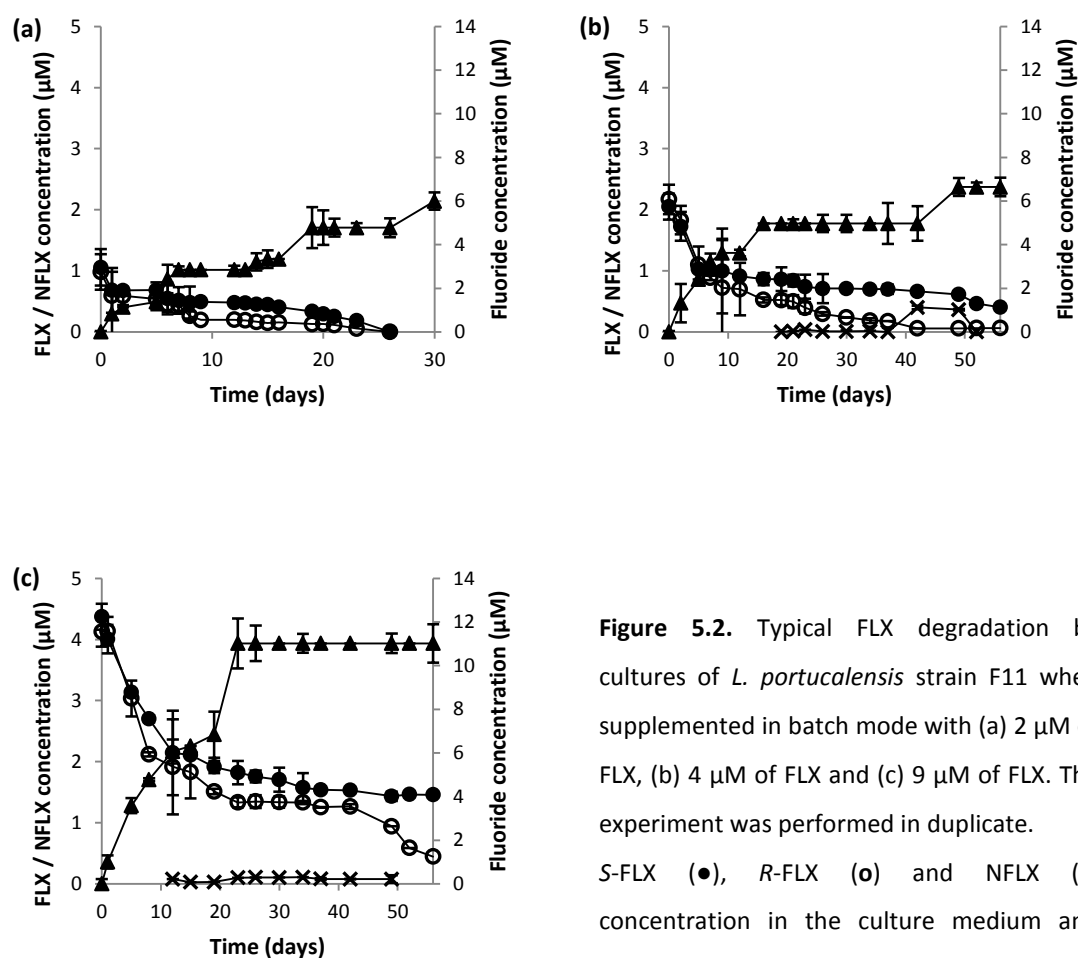 (a)
5
4
3
2
1
0
FLX / NFLX concentration (µM)
14
12
10
8
6
4
2
0
Fluoride concentration (µM)
0 10 20 30
Time (days)
(b)
5
4
3
2
1
0
FLX / NFLX concentration (µM)
14
12
10
8
6
4
2
0
Fluoride concentration (µM)
0 10 20 30 40 50
Time (days)
(c)
5
4
3
2
1
0
FLX / NFLX concentration (µM)
14
12
10
8
6
4
2
0
Fluoride concentration (µM)
0 10 20 30 40 50
Time (days)
Figure 5.2. Typical FLX degradation b
cultures of L. portucalensis strain F11 whe
supplemented in batch mode with (a) 2 µM
FLX, (b) 4 µM of FLX and (c) 9 µM of FLX. Th
experiment was performed in duplicate.
S-FLX (●), R-FLX (o) and NFLX (
concentration in the culture medium an